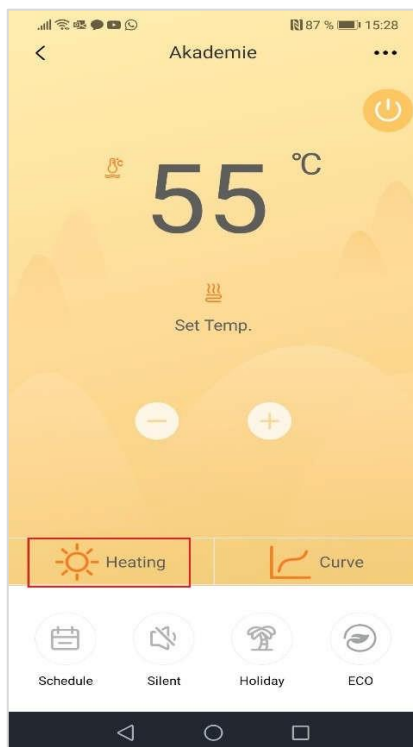 87 % 15:28
Akademie
55 °C
Set Temp.
Heating
Curve
Schedule Silent Holiday ECO